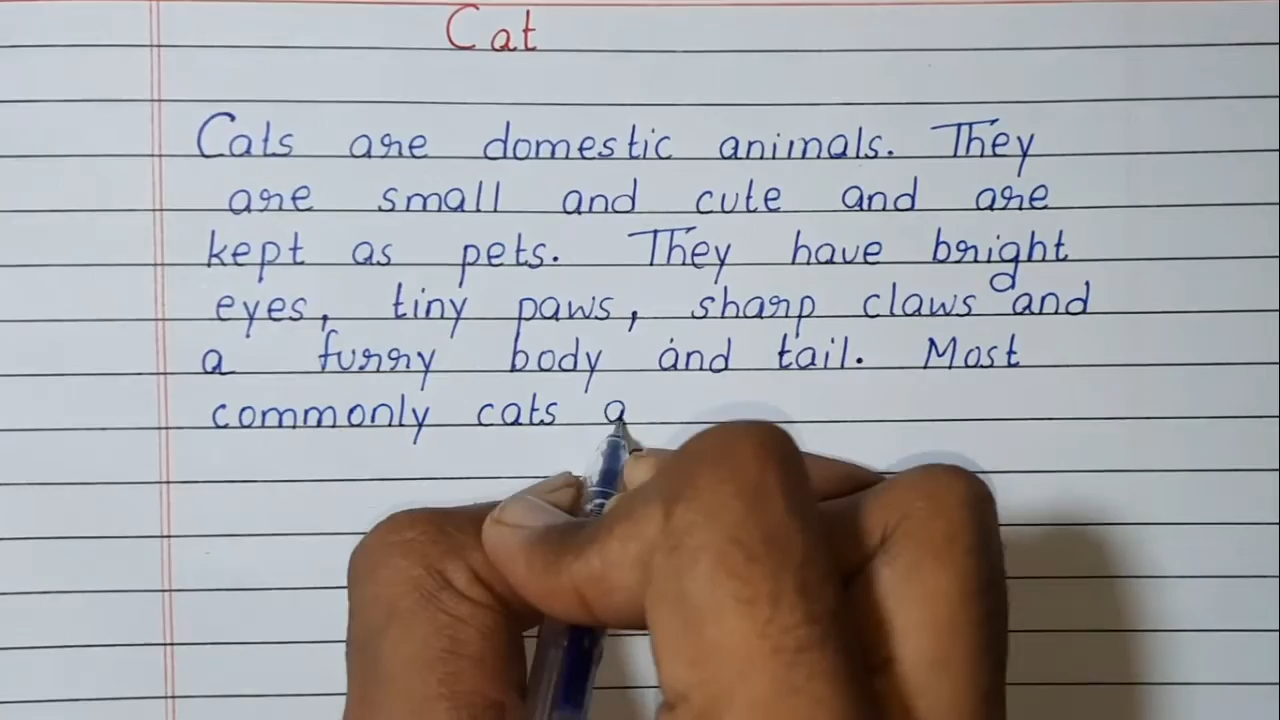 Cat
Cats are domestic animals. They
are small and cute and are
kept as pets. They have bright
eyes, tiny paws, sharp claws and
a furry body and tail. Most
commonly cats a